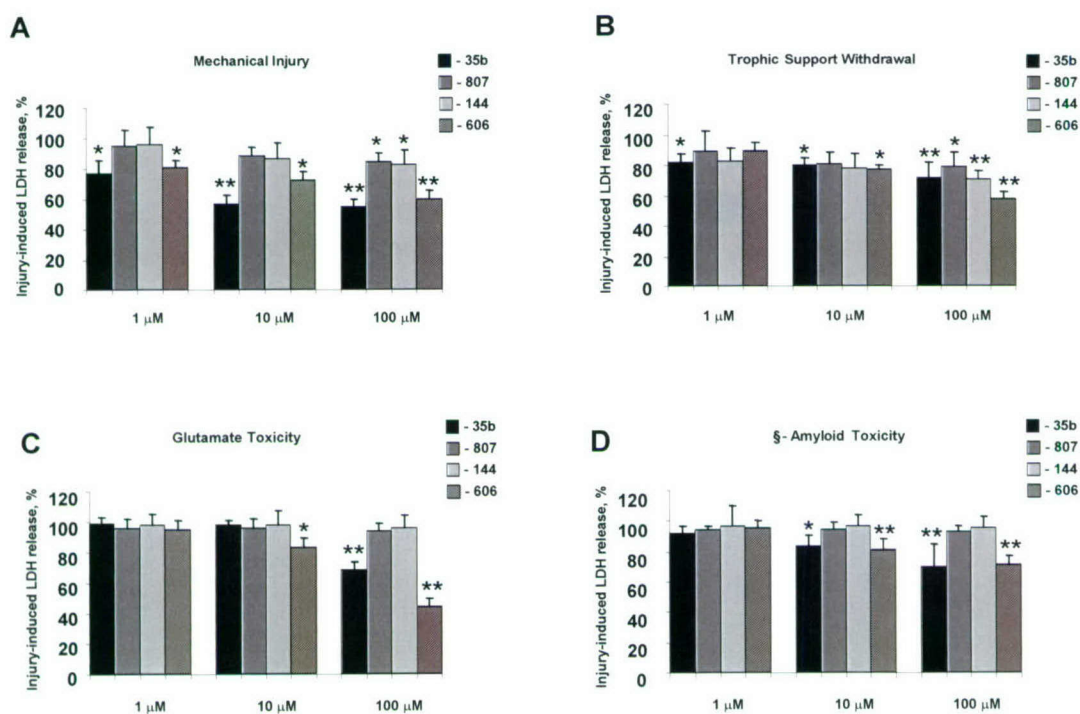 A
Mechanical Injury
- 35b
- 807
- 144
- 606
Injury-induced LDH release, %
120
100
80
60
40
20
0
* * ** * * * ** **
1 µM 10 µM 100 µM
B
Trophic Support Withdrawal
- 35b
- 807
- 144
- 606
Injury-induced LDH release, %
120
100
80
60
40
20
0
* * * ** * ** **
1 µM 10 µM 100 µM
C
Glutamate Toxicity
- 35b
- 807
- 144
- 606
Injury-induced LDH release, %
120
100
80
60
40
20
0
* ** **
1 µM 10 µM 100 µM
D
§- Amyloid Toxicity
- 35b
- 807
- 144
- 606
Injury-induced LDH release, %
120
100
80
60
40
20
0
* ** ** **
1 µM 10 µM 100 µM